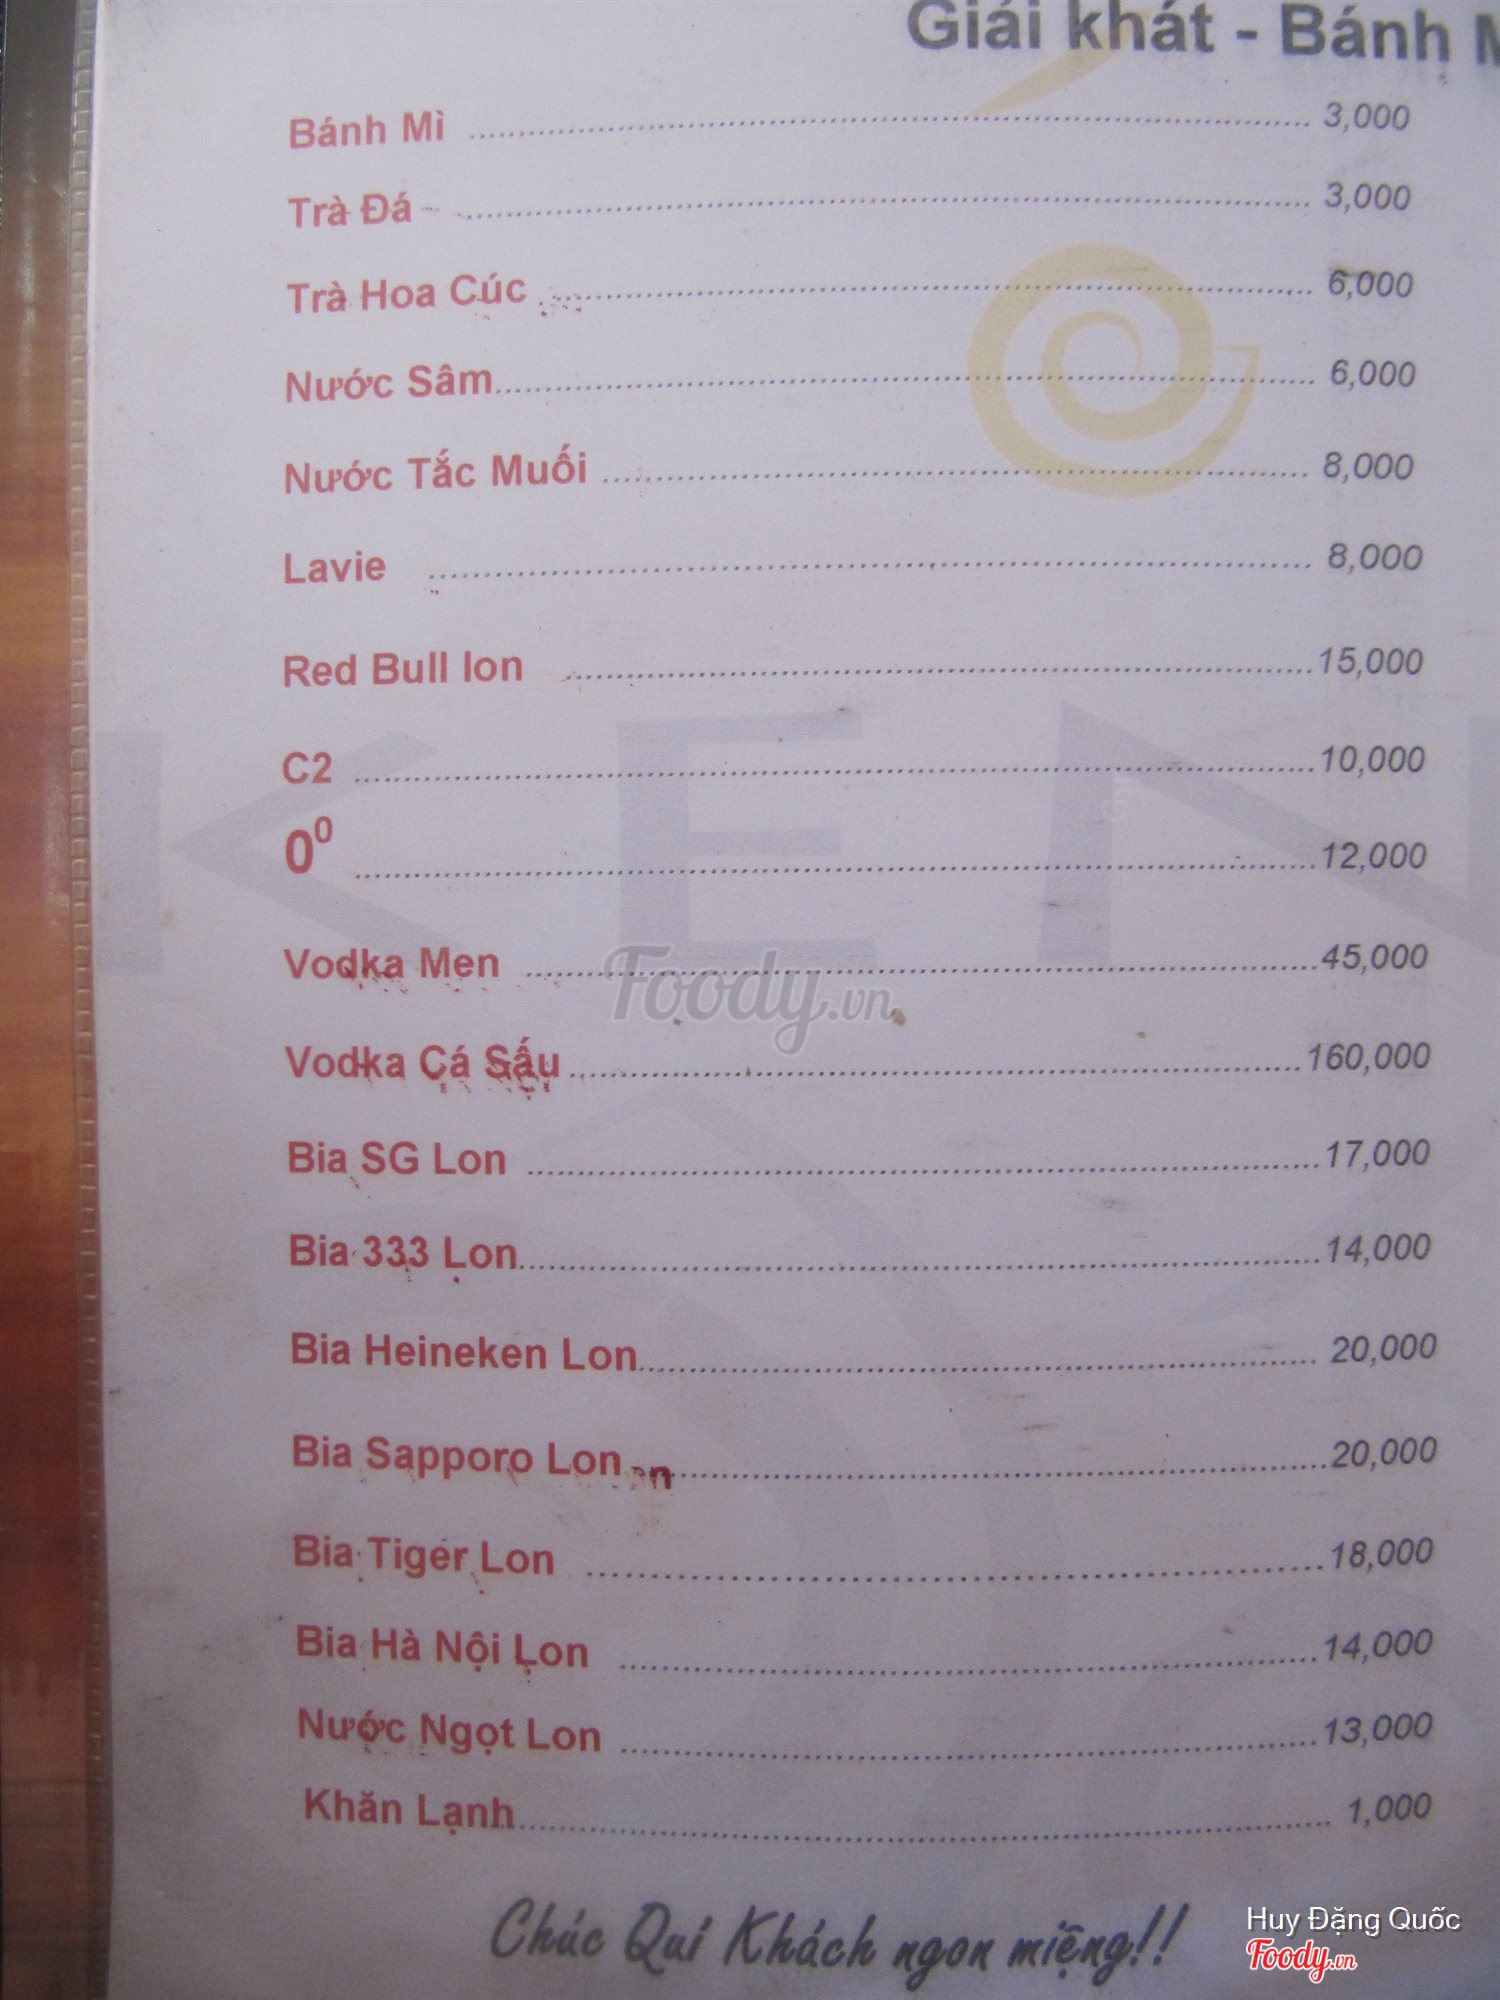 Giải khát - Bánh M
Bánh Mì 3,000
Trà Đá 3,000
Trà Hoa Cúc 6,000
Nước Sâm 6,000
Nước Tắc Muối 8,000
Lavie 8,000
Red Bull lon 15,000
C2 10,000
0⁰ 12,000
Vodka Men 45,000
Vodka Cá Sấu 160,000
Bia SG Lon 17,000
Bia 333 Lon 14,000
Bia Heineken Lon 20,000
Bia Sapporo Lon 20,000
Bia Tiger Lon 18,000
Bia Hà Nội Lon 14,000
Nước Ngọt Lon 13,000
Khăn Lạnh 1,000
Chúc Quí Khách ngon miệng!!
KEN
Foody.vn
Huy Đặng Quốc
Foody.vn